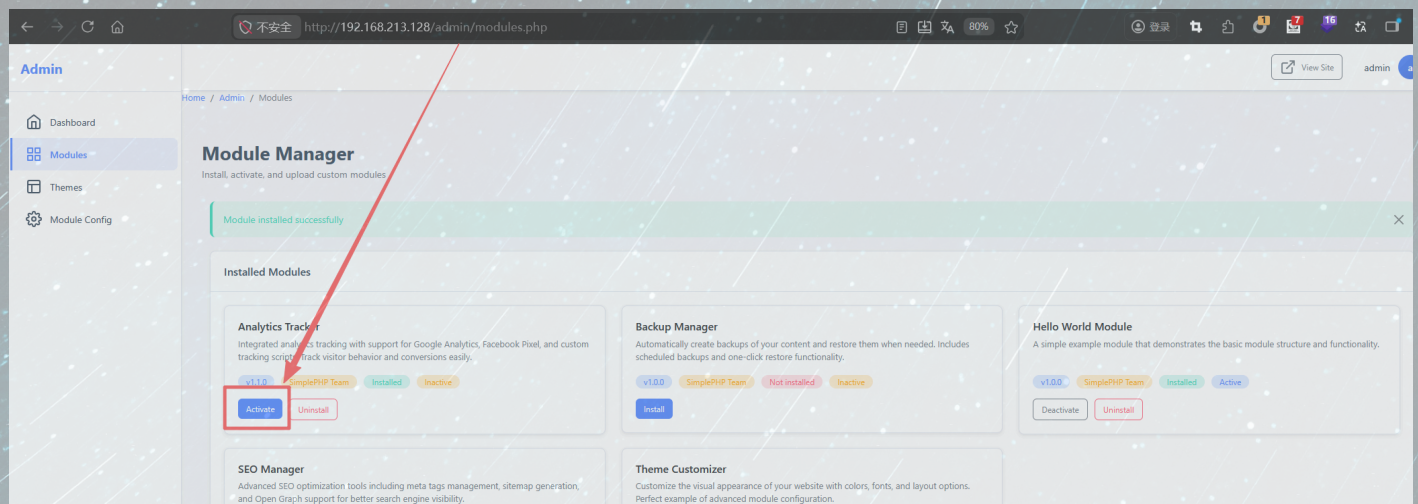 不安全 http://192.168.213.128/admin/modules.php 80% 登录 1 7 16
Admin
View Site admin a
Home / Admin / Modules
Dashboard
Modules
Themes
Module Config
Module Manager
Install, activate, and upload custom modules
Module installed successfully
Installed Modules
Analytics Tracker
Integrated analytics tracking with support for Google Analytics, Facebook Pixel, and custom
tracking scripts. Track visitor behavior and conversions easily.
v1.1.0 SimplePHP Team Installed Inactive
Activate Uninstall
Backup Manager
Automatically create backups of your content and restore them when needed. Includes
scheduled backups and one-click restore functionality.
v1.0.0 SimplePHP Team Not installed Inactive
Install
Hello World Module
A simple example module that demonstrates the basic module structure and functionality.
v1.0.0 SimplePHP Team Installed Active
Deactivate Uninstall
SEO Manager
Advanced SEO optimization tools including meta tags management, sitemap generation,
and Open Graph support for better search engine visibility.
Theme Customizer
Customize the visual appearance of your website with colors, fonts, and layout options.
Perfect example of advanced module configuration.